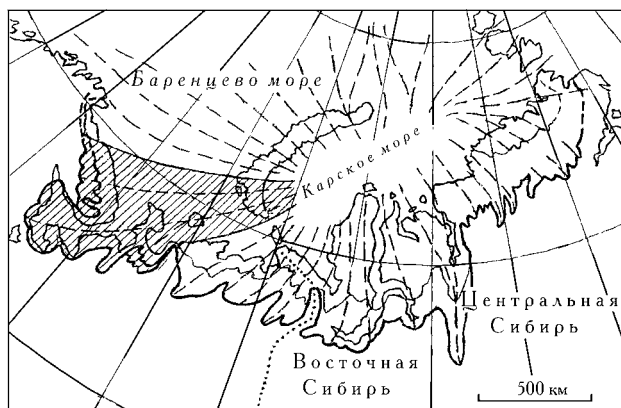 Баренцево море
Карское море
Центральная
Сибирь
Восточная
Сибирь
500 км